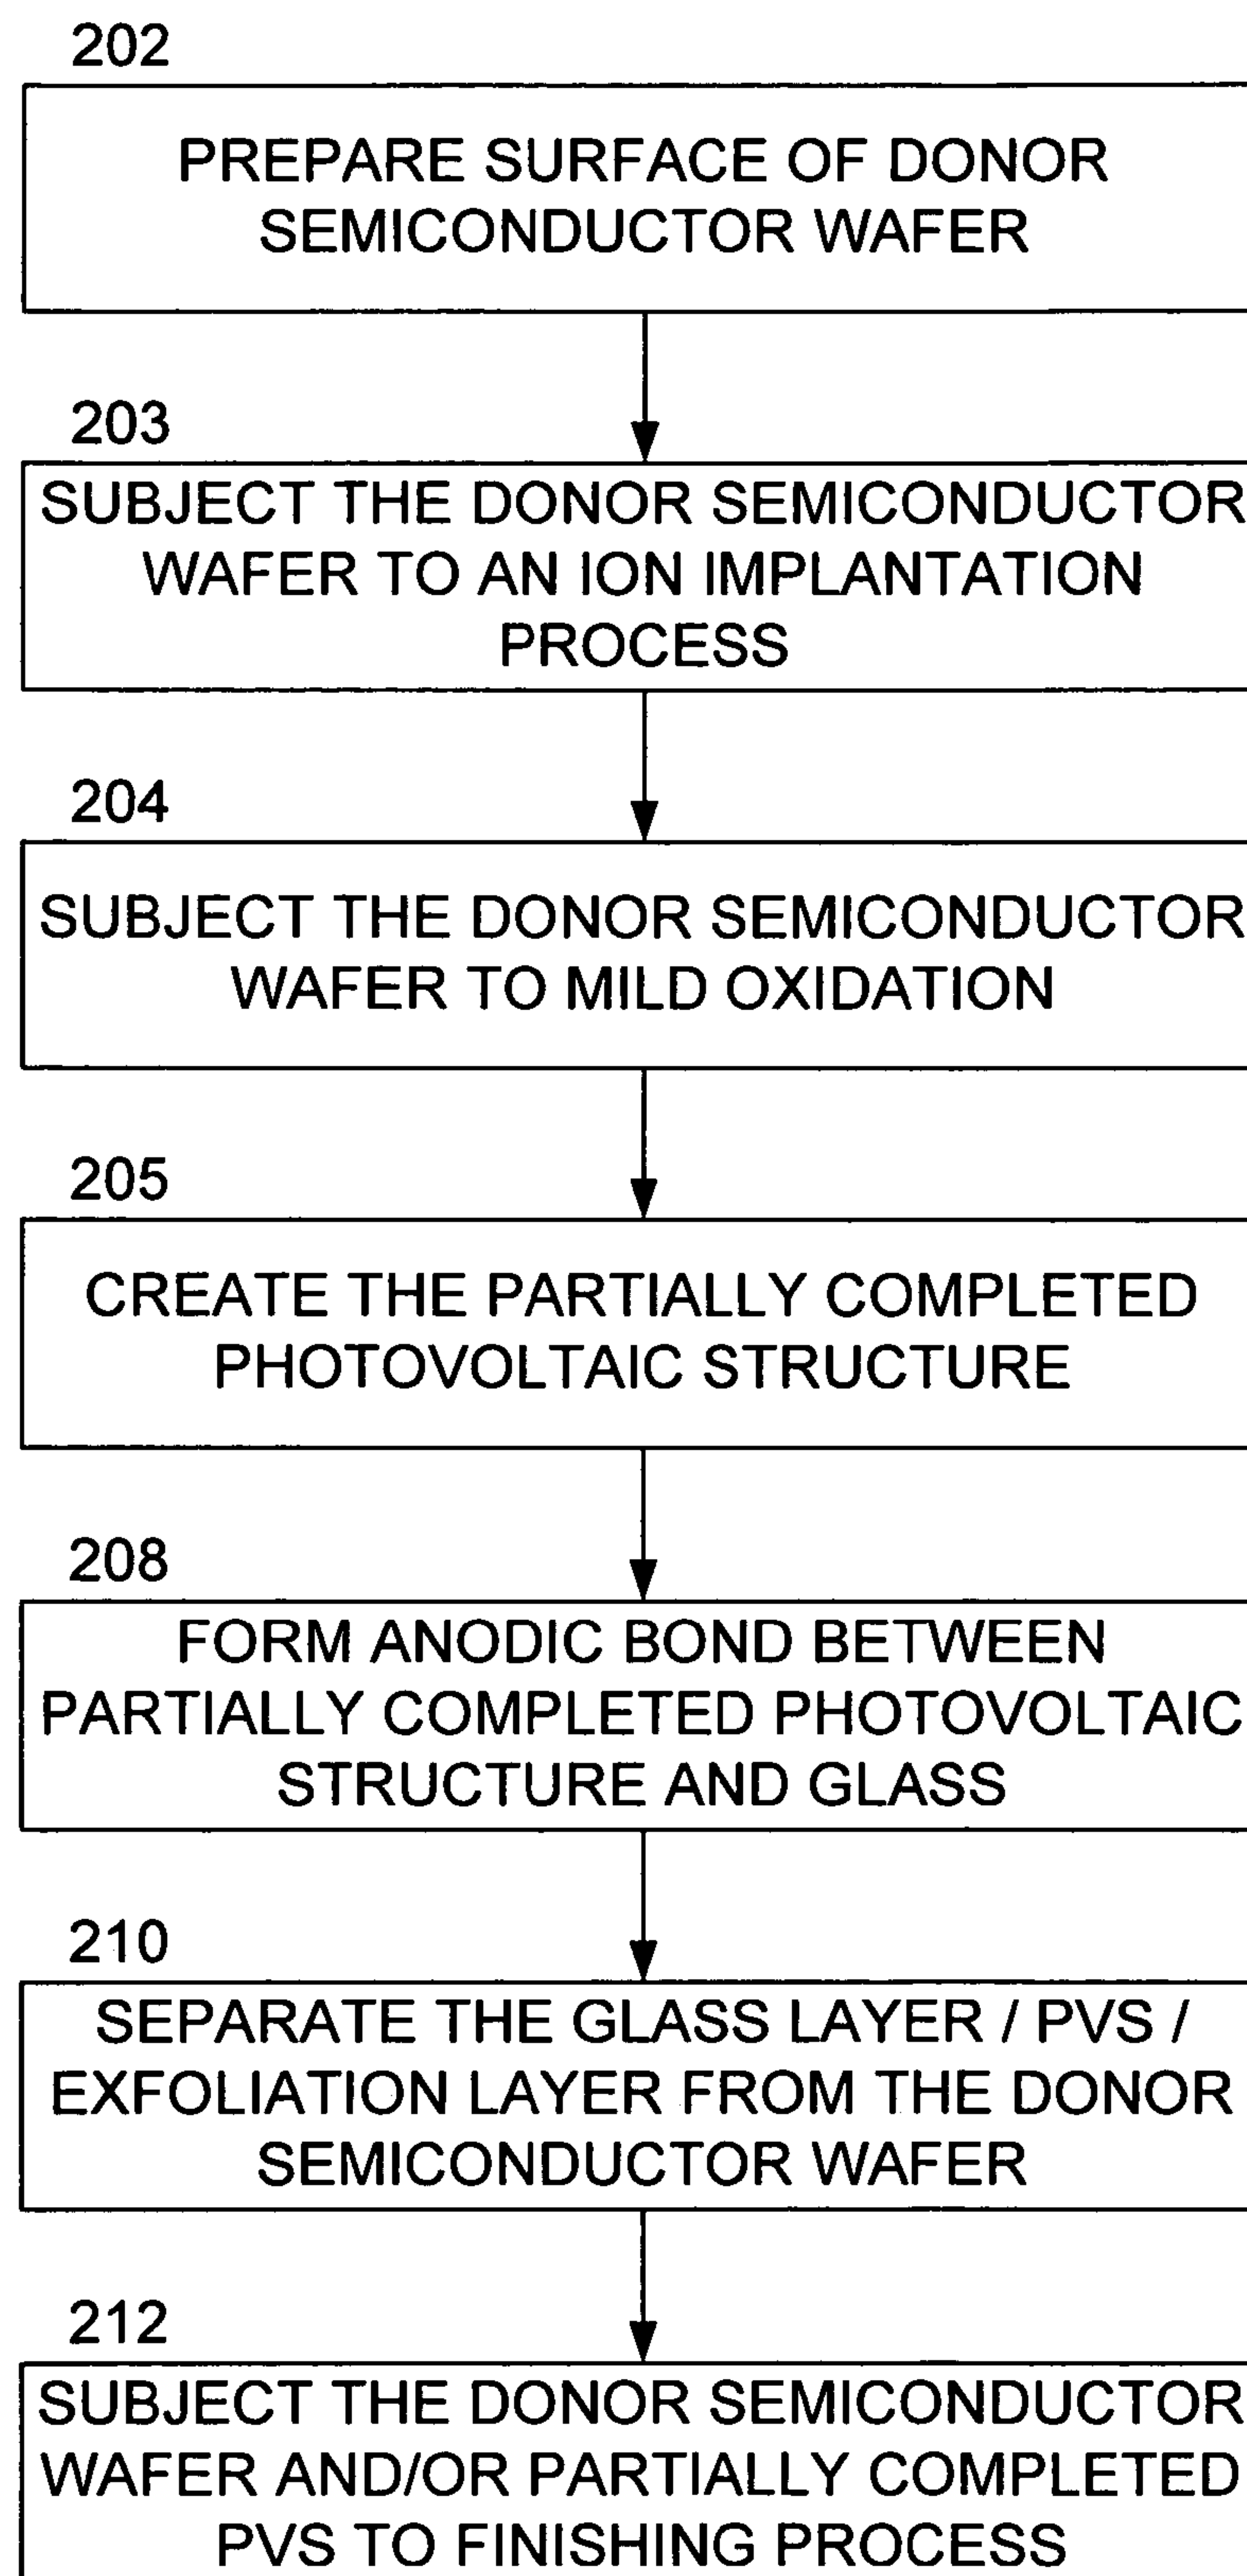 202
PREPARE SURFACE OF DONOR
SEMICONDUCTOR WAFER
203
SUBJECT THE DONOR SEMICONDUCTOR
WAFER TO AN ION IMPLANTATION
PROCESS
204
SUBJECT THE DONOR SEMICONDUCTOR
WAFER TO MILD OXIDATION
205
CREATE THE PARTIALLY COMPLETED
PHOTOVOLTAIC STRUCTURE
208
FORM ANODIC BOND BETWEEN
PARTIALLY COMPLETED PHOTOVOLTAIC
STRUCTURE AND GLASS
210
SEPARATE THE GLASS LAYER / PVS /
EXFOLIATION LAYER FROM THE DONOR
SEMICONDUCTOR WAFER
212
SUBJECT THE DONOR SEMICONDUCTOR
WAFER AND/OR PARTIALLY COMPLETED
PVS TO FINISHING PROCESS